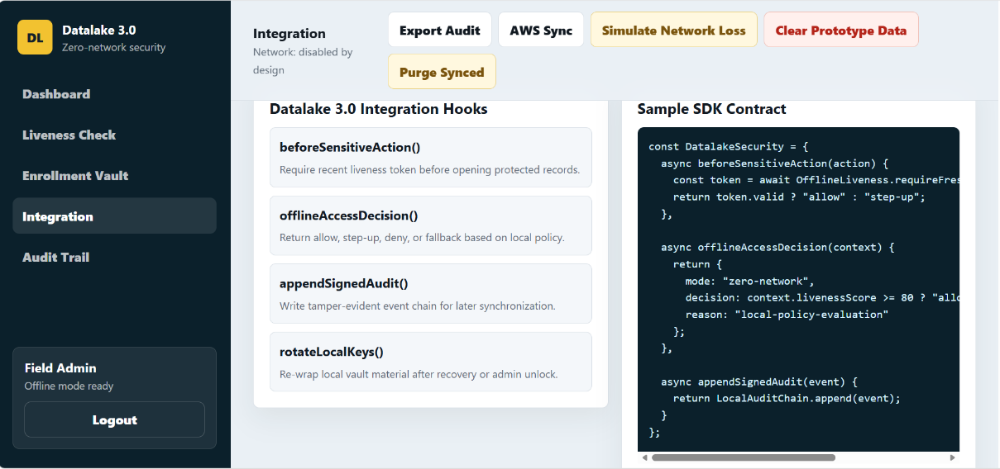 DL
Datalake 3.0
Zero-network security
Dashboard
Liveness Check
Enrollment Vault
Integration
Audit Trail
Field Admin
Offline mode ready
Logout
Integration
Network: disabled by
design
Export Audit
AWS Sync
Simulate Network Loss
Clear Prototype Data
Purge Synced
Datalake 3.0 Integration Hooks
beforeSensitiveAction()
Require recent liveness token before opening protected records.
offlineAccessDecision()
Return allow, step-up, deny, or fallback based on local policy.
appendSignedAudit()
Write tamper-evident event chain for later synchronization.
rotateLocalKeys()
Re-wrap local vault material after recovery or admin unlock.
Sample SDK Contract
const DatalakeSecurity = {
  async beforeSensitiveAction(action) {
    const token = await OfflineLiveness.requireFres
    return token.valid ? "allow" : "step-up";
  },
  async offlineAccessDecision(context) {
    return {
      mode: "zero-network",
      decision: context.livenessScore >= 80 ? "allo
      reason: "local-policy-evaluation"
    };
  },
  async appendSignedAudit(event) {
    return LocalAuditChain.append(event);
  }
};